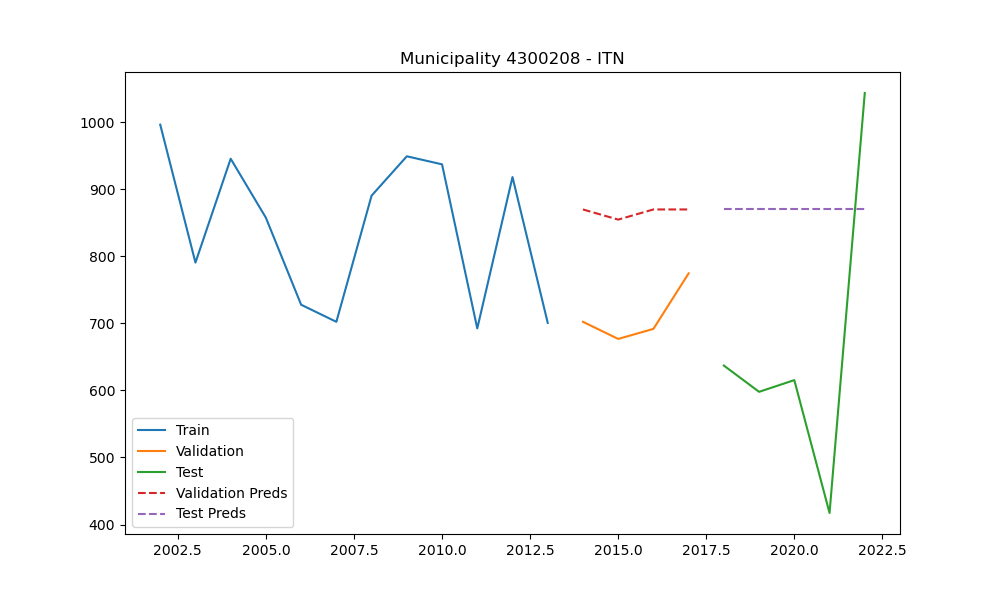 Municipality 4300208 - ITN
1000
900
800
700
600
500
400
Train
Validation
Test
Validation Preds
Test Preds
2002.5 2005.0 2007.5 2010.0 2012.5 2015.0 2017.5 2020.0 2022.5